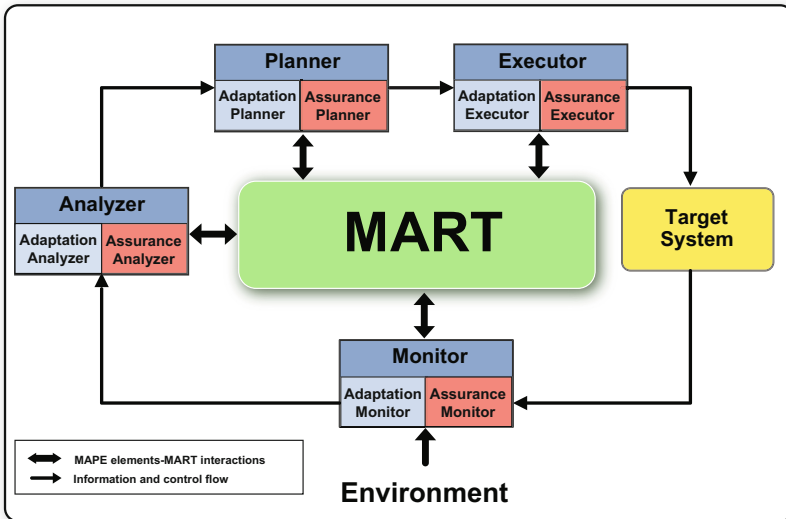 Planner
Adaptation
Planner
Assurance
Planner
Executor
Adaptation
Executor
Assurance
Executor
Analyzer
Adaptation
Analyzer
Assurance
Analyzer
MART
Target
System
Monitor
Adaptation
Monitor
Assurance
Monitor
MAPE elements-MART interactions
Information and control flow
Environment